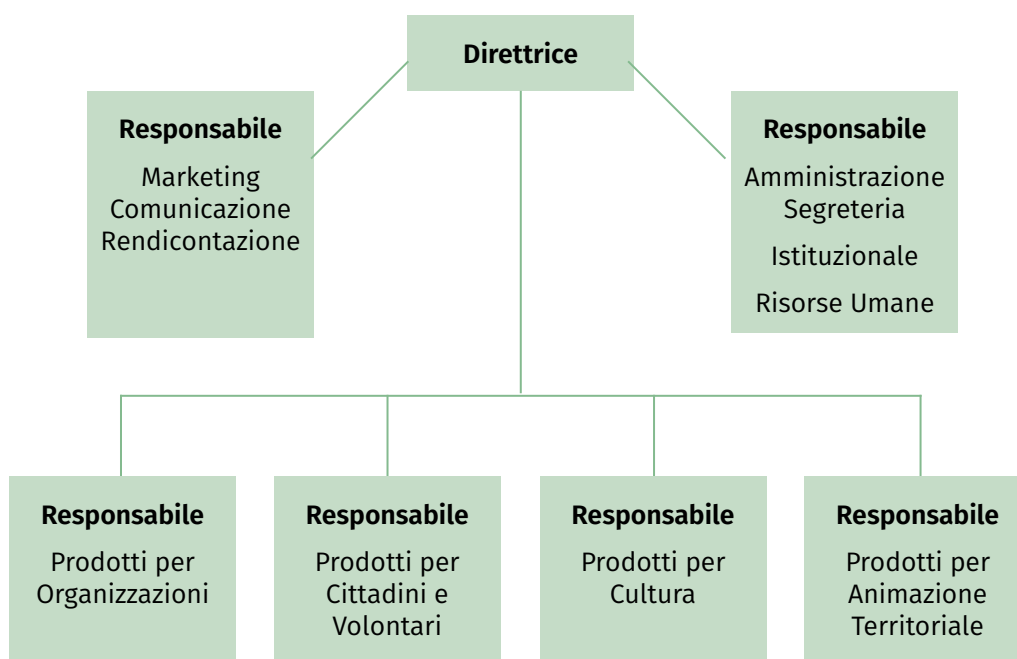 Direttrice
Responsabile
Marketing
Comunicazione
Rendicontazione
Responsabile
Amministrazione
Segreteria
Istituzionale
Risorse Umane
Responsabile
Prodotti per
Organizzazioni
Responsabile
Prodotti per
Cittadini e
Volontari
Responsabile
Prodotti per
Cultura
Responsabile
Prodotti per
Animazione
Territoriale